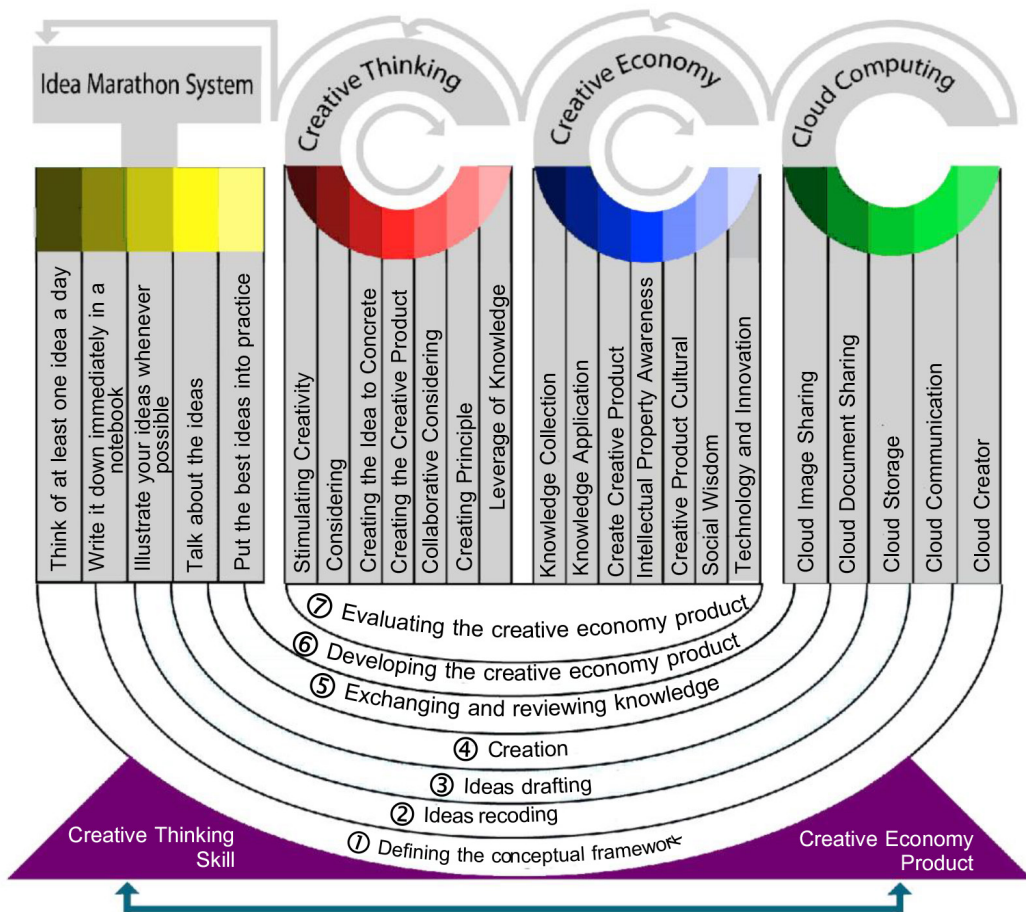 Idea Marathon System
Creative Thinking
Creative Economy
Cloud Computing
Think of at least one idea a day
Write it down immediately in a
notebook
Illustrate your ideas whenever
possible
Talk about the ideas
Put the best ideas into practice
Stimulating Creativity
Considering
Creating the Idea to Concrete
Creating the Creative Product
Collaborative Considering
Creating Principle
Leverage of Knowledge
Knowledge Collection
Knowledge Application
Create Creative Product
Intellectual Property Awareness
Creative Product Cultural
Social Wisdom
Technology and Innovation
Cloud Image Sharing
Cloud Document Sharing
Cloud Storage
Cloud Communication
Cloud Creator
⑦ Evaluating the creative economy product
⑥ Developing the creative economy product
⑤ Exchanging and reviewing knowledge
④ Creation
③ Ideas drafting
② Ideas recoding
① Defining the conceptual framework
Creative Thinking
Skill
Creative Economy
Product